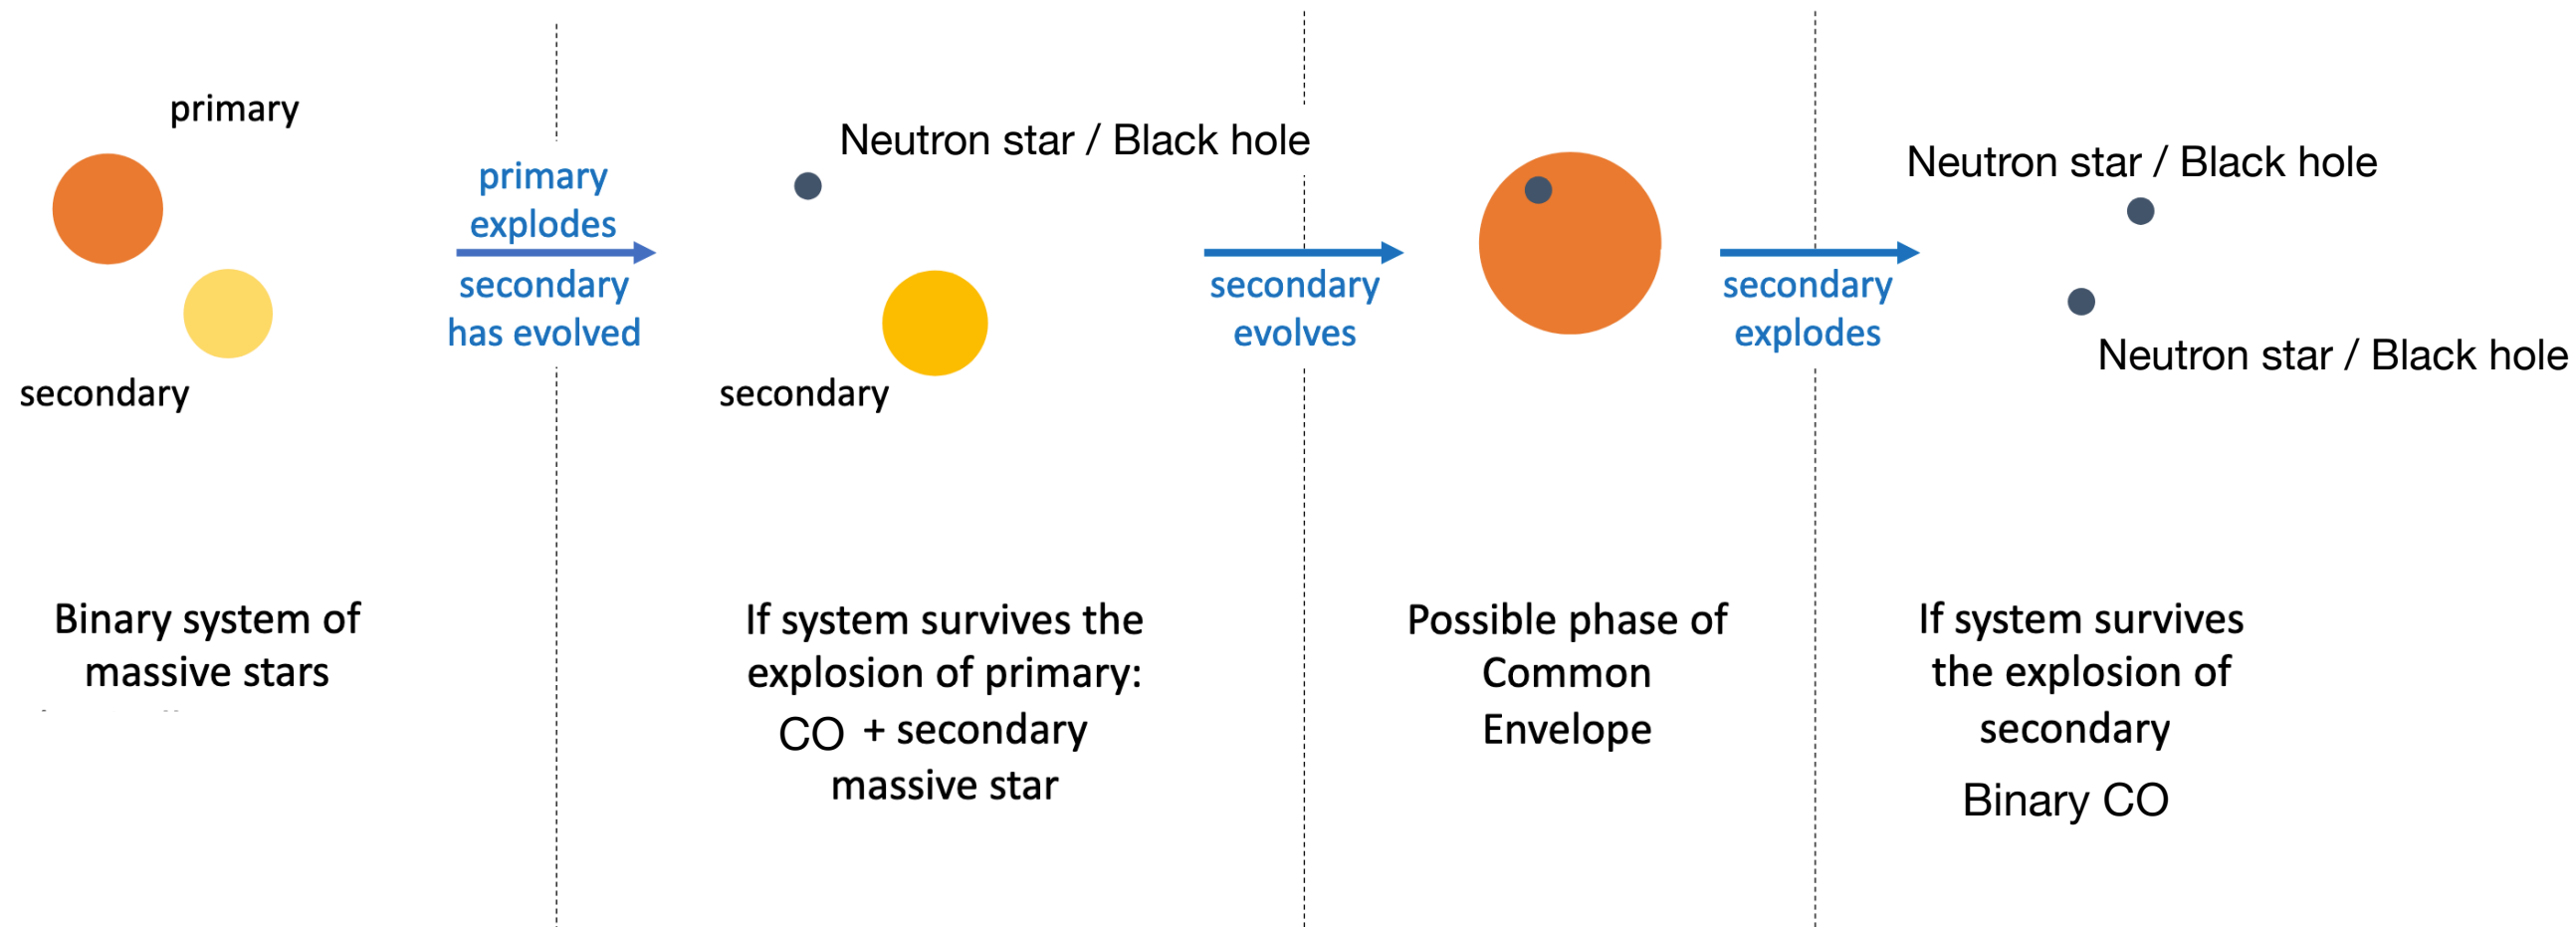 primary
secondary
primary
explodes
secondary
has evolved
Neutron star / Black hole
secondary
secondary
evolves
secondary
explodes
Neutron star / Black hole
Neutron star / Black hole
Binary system of
massive stars
If system survives the
explosion of primary:
CO + secondary
massive star
Possible phase of
Common
Envelope
If system survives
the explosion of
secondary
Binary CO